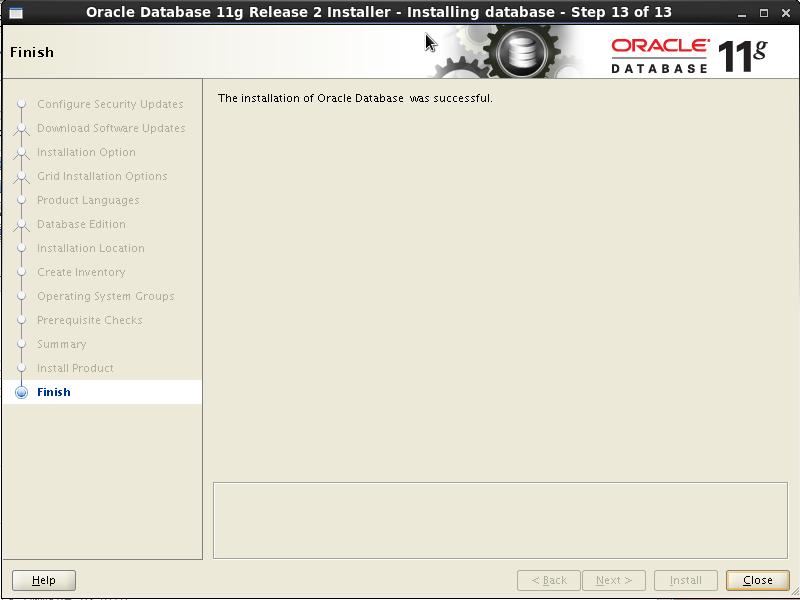 Oracle Database 11g Release 2 Installer - Installing database - Step 13 of 13
Finish
ORACLE
DATABASE
11g
Configure Security Updates
Download Software Updates
Installation Option
Grid Installation Options
Product Languages
Database Edition
Installation Location
Create Inventory
Operating System Groups
Prerequisite Checks
Summary
Install Product
Finish
The installation of Oracle Database was successful.
Help
< Back
Next >
Install
Close